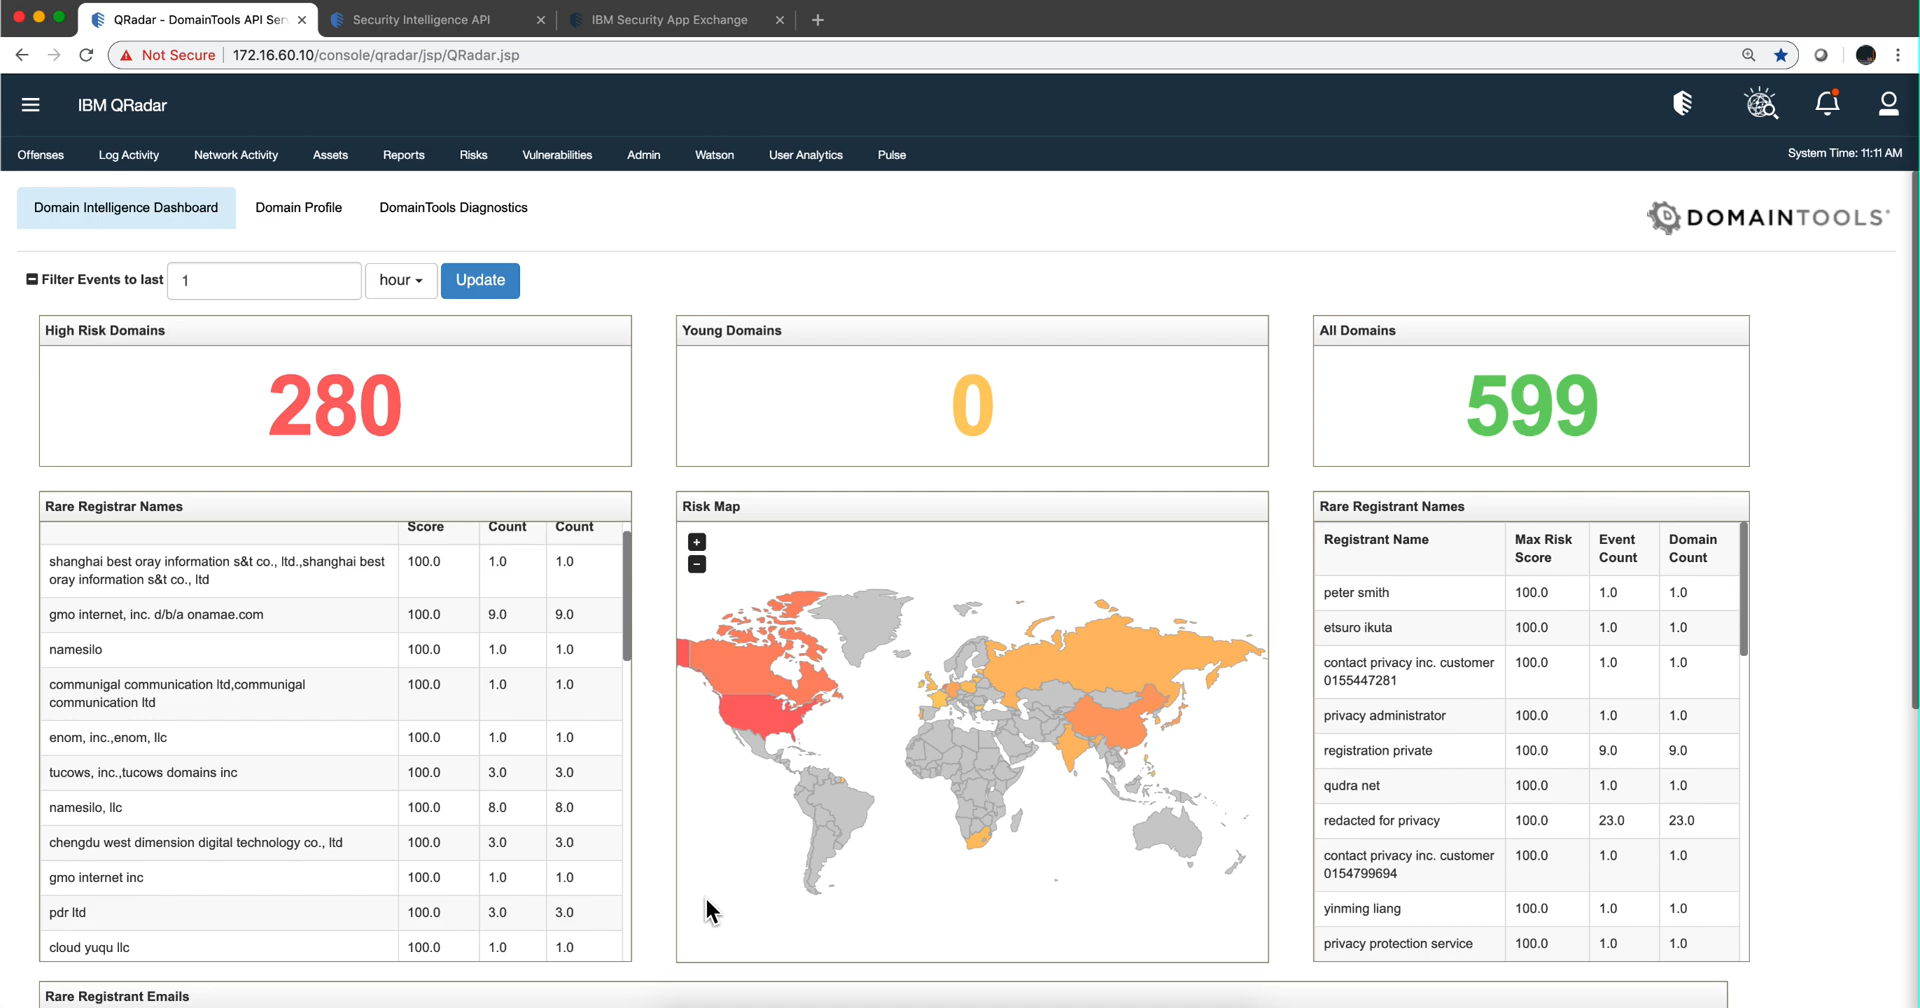 QRadar - DomainTools API Ser
Security Intelligence API
IBM Security App Exchange
Not Secure
172.16.60.10/console/qradar/jsp/QRadar.jsp
IBM QRadar
Offenses
Log Activity
Network Activity
Assets
Reports
Risks
Vulnerabilities
Admin
Watson
User Analytics
Pulse
System Time: 11:11 AM
Domain Intelligence Dashboard
Domain Profile
DomainTools Diagnostics
DOMAINTOOLS®
Filter Events to last
1
hour
Update
High Risk Domains
280
Young Domains
0
All Domains
599
Rare Registrar Names
Score Count Count
shanghai best oray information s&t co., ltd.,shanghai best 100.0 1.0 1.0
oray information s&t co., ltd
gmo internet, inc. d/b/a onamae.com 100.0 9.0 9.0
namesilo 100.0 1.0 1.0
communigal communication ltd,communigal 100.0 1.0 1.0
communication ltd
enom, inc.,enom, llc 100.0 1.0 1.0
tucows, inc.,tucows domains inc 100.0 3.0 3.0
namesilo, llc 100.0 8.0 8.0
chengdu west dimension digital technology co., ltd 100.0 3.0 3.0
gmo internet inc 100.0 1.0 1.0
pdr ltd 100.0 3.0 3.0
cloud yuqu llc 100.0 1.0 1.0
Risk Map
+
−
Rare Registrant Names
Registrant Name Max Risk Event Domain
Score Count Count
peter smith 100.0 1.0 1.0
etsuro ikuta 100.0 1.0 1.0
contact privacy inc. customer 100.0 1.0 1.0
0155447281
privacy administrator 100.0 1.0 1.0
registration private 100.0 9.0 9.0
qudra net 100.0 1.0 1.0
redacted for privacy 100.0 23.0 23.0
contact privacy inc. customer 100.0 1.0 1.0
0154799694
yinming liang 100.0 1.0 1.0
privacy protection service 100.0 1.0 1.0
Rare Registrant Emails